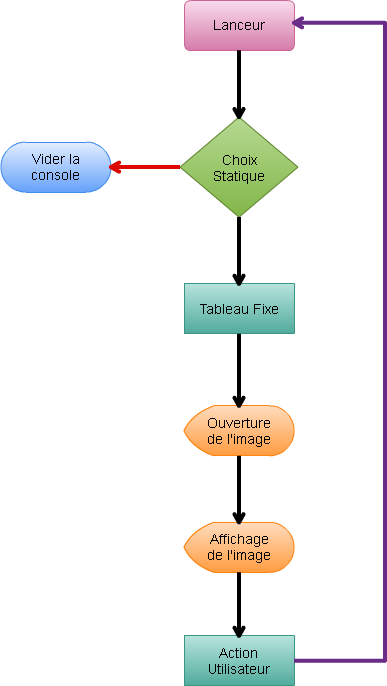 Lanceur
Choix
Statique
Vider la
console
Tableau Fixe
Ouverture
de l'image
Affichage
de l'image
Action
Utilisateur